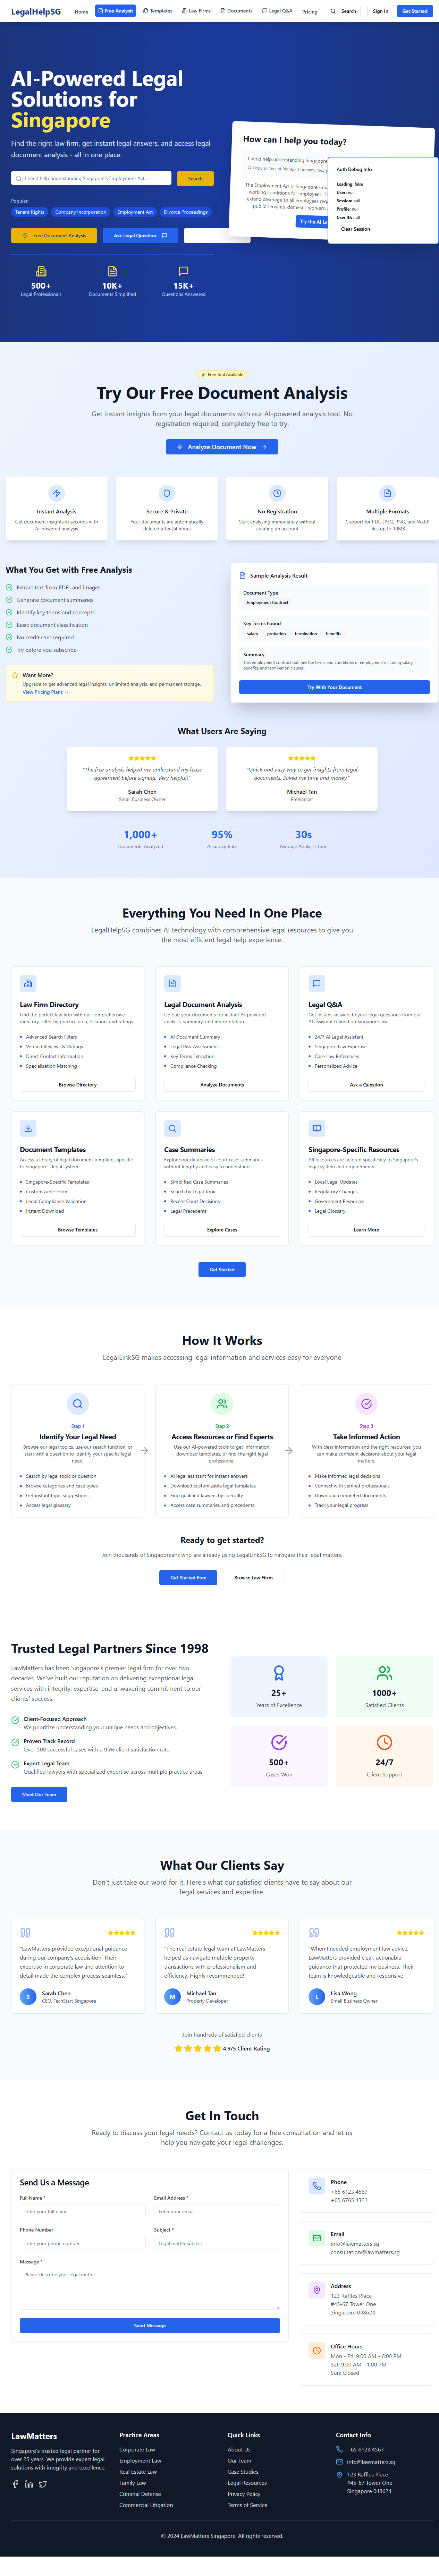 LegalHelpSG
Home
Free Analysis
Templates
Law Firms
Documents
Legal Q&A
Pricing
Search
Sign In
Get Started
AI-Powered Legal
Solutions for
Singapore
Find the right law firm, get instant legal answers, and access legal
document analysis - all in one place.
I need help understanding Singapore's Employment Act...
Search
Popular:
Tenant Rights
Company Incorporation
Employment Act
Divorce Proceedings
Free Document Analysis
Ask Legal Question
500+
Legal Professionals
10K+
Documents Simplified
15K+
Questions Answered
How can I help you today?
I need help understanding Singapore
Popular: Tenant Rights • Company Incorp
The Employment Act is Singapore's ma
working conditions for employees. Th
extend coverage to all employees reg
public servants, domestic workers,
Try the AI Le
Auth Debug Info
Loading: false
User: null
Session: null
Profile: null
User ID: null
Clear Session
Free Tool Available
Try Our Free Document Analysis
Get instant insights from your legal documents with our AI-powered analysis tool. No
registration required, completely free to try.
Analyze Document Now
Instant Analysis
Get document insights in seconds with
AI-powered analysis
Secure & Private
Your documents are automatically
deleted after 24 hours
No Registration
Start analyzing immediately without
creating an account
Multiple Formats
Support for PDF, JPEG, PNG, and WebP
files up to 10MB
What You Get with Free Analysis
Extract text from PDFs and images
Generate document summaries
Identify key terms and concepts
Basic document classification
No credit card required
Try before you subscribe
Want More?
Upgrade to get advanced legal insights, unlimited analysis, and permanent storage.
View Pricing Plans →
Sample Analysis Result
Document Type
Employment Contract
Key Terms Found
salary
probation
termination
benefits
Summary
This employment contract outlines the terms and conditions of employment including salary,
benefits, and termination clauses...
Try With Your Document
What Users Are Saying
"The free analysis helped me understand my lease
agreement before signing. Very helpful!"
Sarah Chen
Small Business Owner
"Quick and easy way to get insights from legal
documents. Saved me time and money."
Michael Tan
Freelancer
1,000+
Documents Analyzed
95%
Accuracy Rate
30s
Average Analysis Time
Everything You Need In One Place
LegalHelpSG combines AI technology with comprehensive legal resources to give you
the most efficient legal help experience.
Law Firm Directory
Find the perfect law firm with our comprehensive
directory. Filter by practice area, location, and ratings.
Advanced Search Filters
Verified Reviews & Ratings
Direct Contact Information
Specialization Matching
Browse Directory
Legal Document Analysis
Upload your documents for instant AI-powered
analysis, summary, and interpretation.
AI Document Summary
Legal Risk Assessment
Key Terms Extraction
Compliance Checking
Analyze Documents
Legal Q&A
Get instant answers to your legal questions from our
AI assistant trained on Singapore law.
24/7 AI Legal Assistant
Singapore Law Expertise
Case Law References
Personalized Advice
Ask a Question
Document Templates
Access a library of legal document templates specific
to Singapore's legal system.
Singapore-Specific Templates
Customizable Forms
Legal Compliance Validation
Instant Download
Browse Templates
Case Summaries
Explore our database of court case summaries,
without lengthy and easy to understand.
Simplified Case Summaries
Search by Legal Topic
Recent Court Decisions
Legal Precedents
Explore Cases
Singapore-Specific Resources
All resources are tailored specifically to Singapore's
legal system and requirements.
Local Legal Updates
Regulatory Changes
Government Resources
Legal Glossary
Learn More
Get Started
How It Works
LegalLinkSG makes accessing legal information and services easy for everyone
Step 1
Identify Your Legal Need
Browse our legal topics, use our search function, or
start with a question to identify your specific legal
need.
Search by legal topic or question
Browse categories and case types
Get instant topic suggestions
Access legal glossary
Step 2
Access Resources or Find Experts
Use our AI-powered tools to get information,
download templates, or find the right legal
professional.
AI legal assistant for instant answers
Download customizable legal templates
Find qualified lawyers by specialty
Access case summaries and precedents
Step 3
Take Informed Action
With clear information and the right resources, you
can make confident decisions about your legal
matters.
Make informed legal decisions
Connect with verified professionals
Download completed documents
Track your legal progress
Ready to get started?
Join thousands of Singaporeans who are already using LegalLinkSG to navigate their legal matters.
Get Started Free
Browse Law Firms
Trusted Legal Partners Since 1998
LawMatters has been Singapore's premier legal firm for over two
decades. We've built our reputation on delivering exceptional legal
services with integrity, expertise, and unwavering commitment to our
clients' success.
Client-Focused Approach
We prioritize understanding your unique needs and objectives.
Proven Track Record
Over 500 successful cases with a 95% client satisfaction rate.
Expert Legal Team
Qualified lawyers with specialized expertise across multiple practice areas.
Meet Our Team
25+
Years of Excellence
1000+
Satisfied Clients
500+
Cases Won
24/7
Client Support
What Our Clients Say
Don't just take our word for it. Here's what our satisfied clients have to say about our
legal services and expertise.
"LawMatters provided exceptional guidance
during our company's acquisition. Their
expertise in corporate law and attention to
detail made the complex process seamless."
S
Sarah Chen
CEO, TechStart Singapore
"The real estate legal team at LawMatters
helped us navigate multiple property
transactions with professionalism and
efficiency. Highly recommended!"
M
Michael Tan
Property Developer
"When I needed employment law advice,
LawMatters provided clear, actionable
guidance that protected my business. Their
team is knowledgeable and responsive."
L
Lisa Wong
Small Business Owner
Join hundreds of satisfied clients
4.9/5 Client Rating
Get In Touch
Ready to discuss your legal needs? Contact us today for a free consultation and let us
help you navigate your legal challenges.
Send Us a Message
Full Name *
Enter your full name
Email Address *
Enter your email
Phone Number
Enter your phone number
Subject *
Legal matter subject
Message *
Please describe your legal matter...
Send Message
Phone
+65 6123 4567
+65 6765 4321
Email
info@lawmatters.sg
consultation@lawmatters.sg
Address
123 Raffles Place
#45-67 Tower One
Singapore 048624
Office Hours
Mon - Fri: 9:00 AM - 6:00 PM
Sat: 9:00 AM - 1:00 PM
Sun: Closed
LawMatters
Singapore's trusted legal partner for
over 25 years. We provide expert legal
solutions with integrity and excellence.
Practice Areas
Corporate Law
Employment Law
Real Estate Law
Family Law
Criminal Defense
Commercial Litigation
Quick Links
About Us
Our Team
Case Studies
Legal Resources
Privacy Policy
Terms of Service
Contact Info
+65 6123 4567
info@lawmatters.sg
123 Raffles Place
#45-67 Tower One
Singapore 048624
© 2024 LawMatters Singapore. All rights reserved.